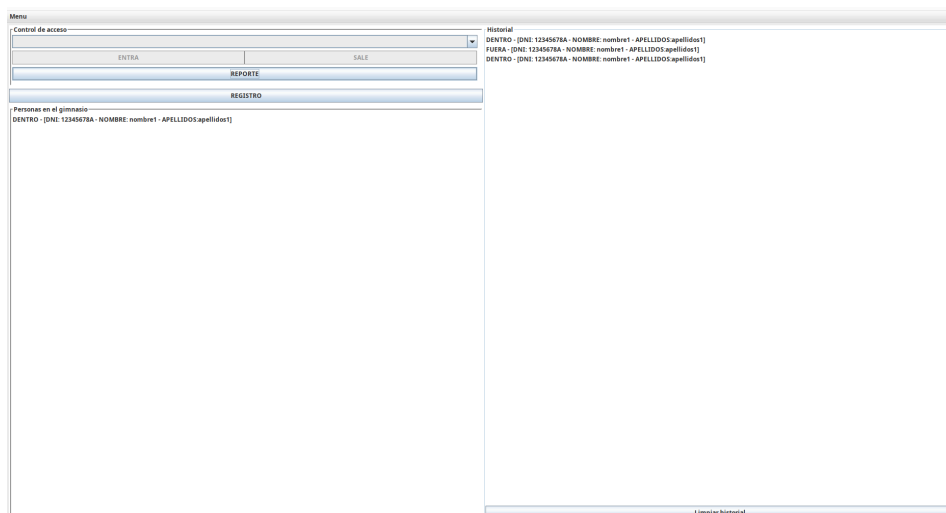 Menu
Control de acceso
ENTRA
SALE
REPORTE
REGISTRO
Personas en el gimnasio
DENTRO - [DNI: 12345678A - NOMBRE: nombre1 - APELLIDOS:apellidos1]
Historial
DENTRO - [DNI: 12345678A - NOMBRE: nombre1 - APELLIDOS:apellidos1]
FUERA - [DNI: 12345678A - NOMBRE: nombre1 - APELLIDOS:apellidos1]
DENTRO - [DNI: 12345678A - NOMBRE: nombre1 - APELLIDOS:apellidos1]
Limpiar historial